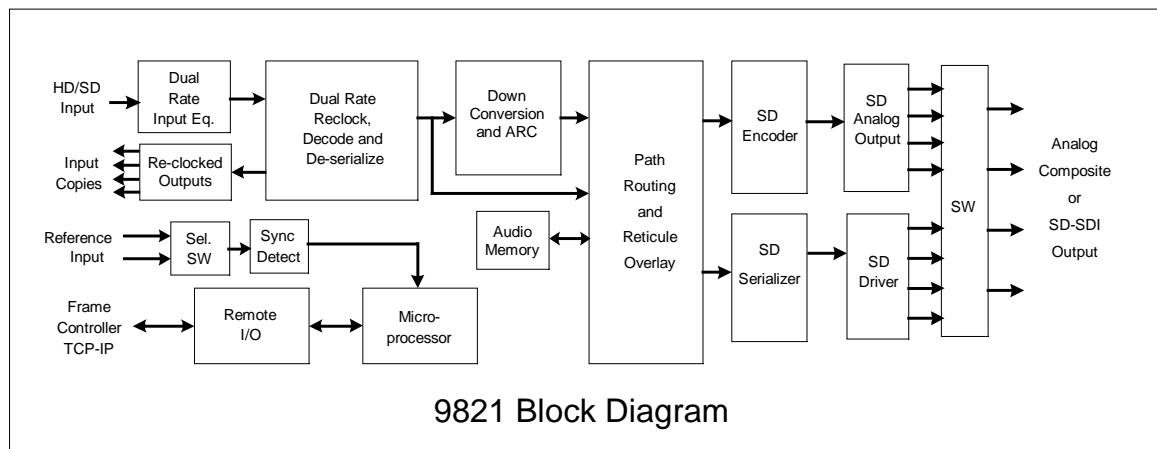 HD/SD
Input
Dual
Rate
Input Eq.
Dual Rate
Reclock,
Decode and
De-serialize
Down
Conversion
and ARC
Path
Routing
and
Reticule
Overlay
SD
Encoder
SD
Analog
Output
SW
Analog
Composite
or
SD-SDI
Output
Input
Copies
Re-clocked
Outputs
Reference
Input
Sel.
SW
Sync
Detect
Audio
Memory
SD
Serializer
SD
Driver
Frame
Controller
TCP-IP
Remote
I/O
Micro-
processor
9821 Block Diagram